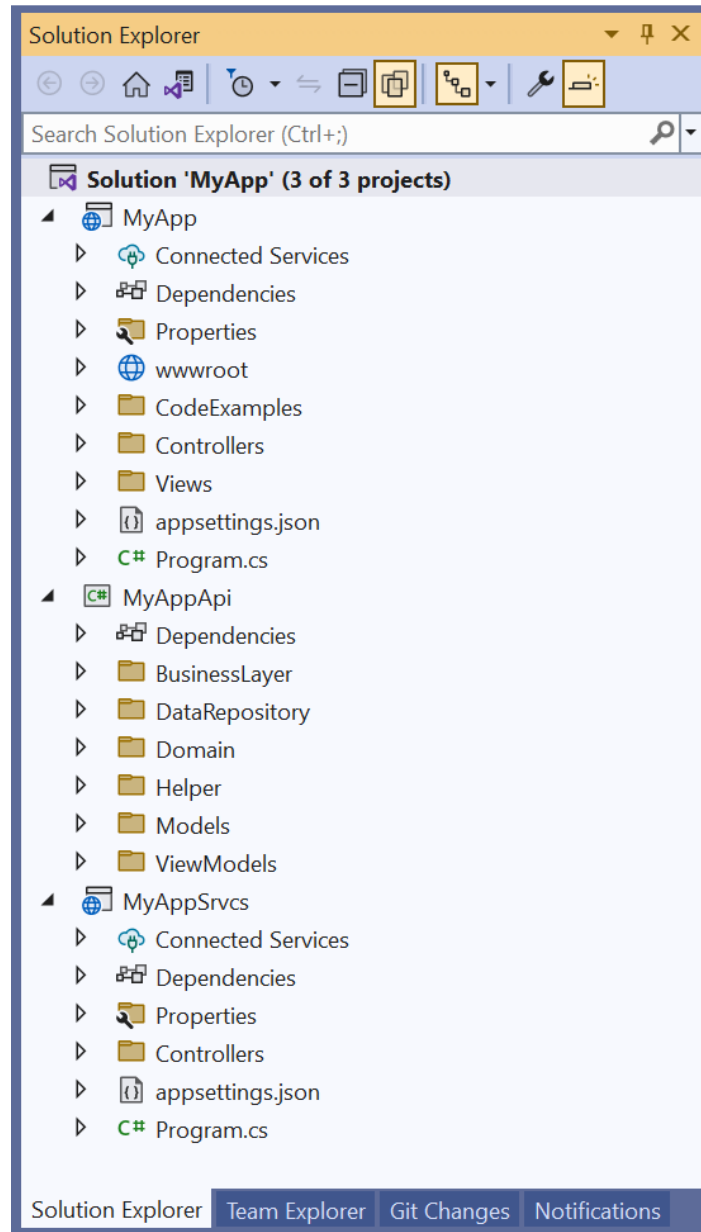 Solution Explorer
Search Solution Explorer (Ctrl+;)
Solution 'MyApp' (3 of 3 projects)
MyApp
Connected Services
Dependencies
Properties
wwwroot
CodeExamples
Controllers
Views
appsettings.json
C# Program.cs
C# MyAppApi
Dependencies
BusinessLayer
DataRepository
Domain
Helper
Models
ViewModels
MyAppSrvcs
Connected Services
Dependencies
Properties
Controllers
appsettings.json
C# Program.cs
Solution Explorer Team Explorer Git Changes Notifications